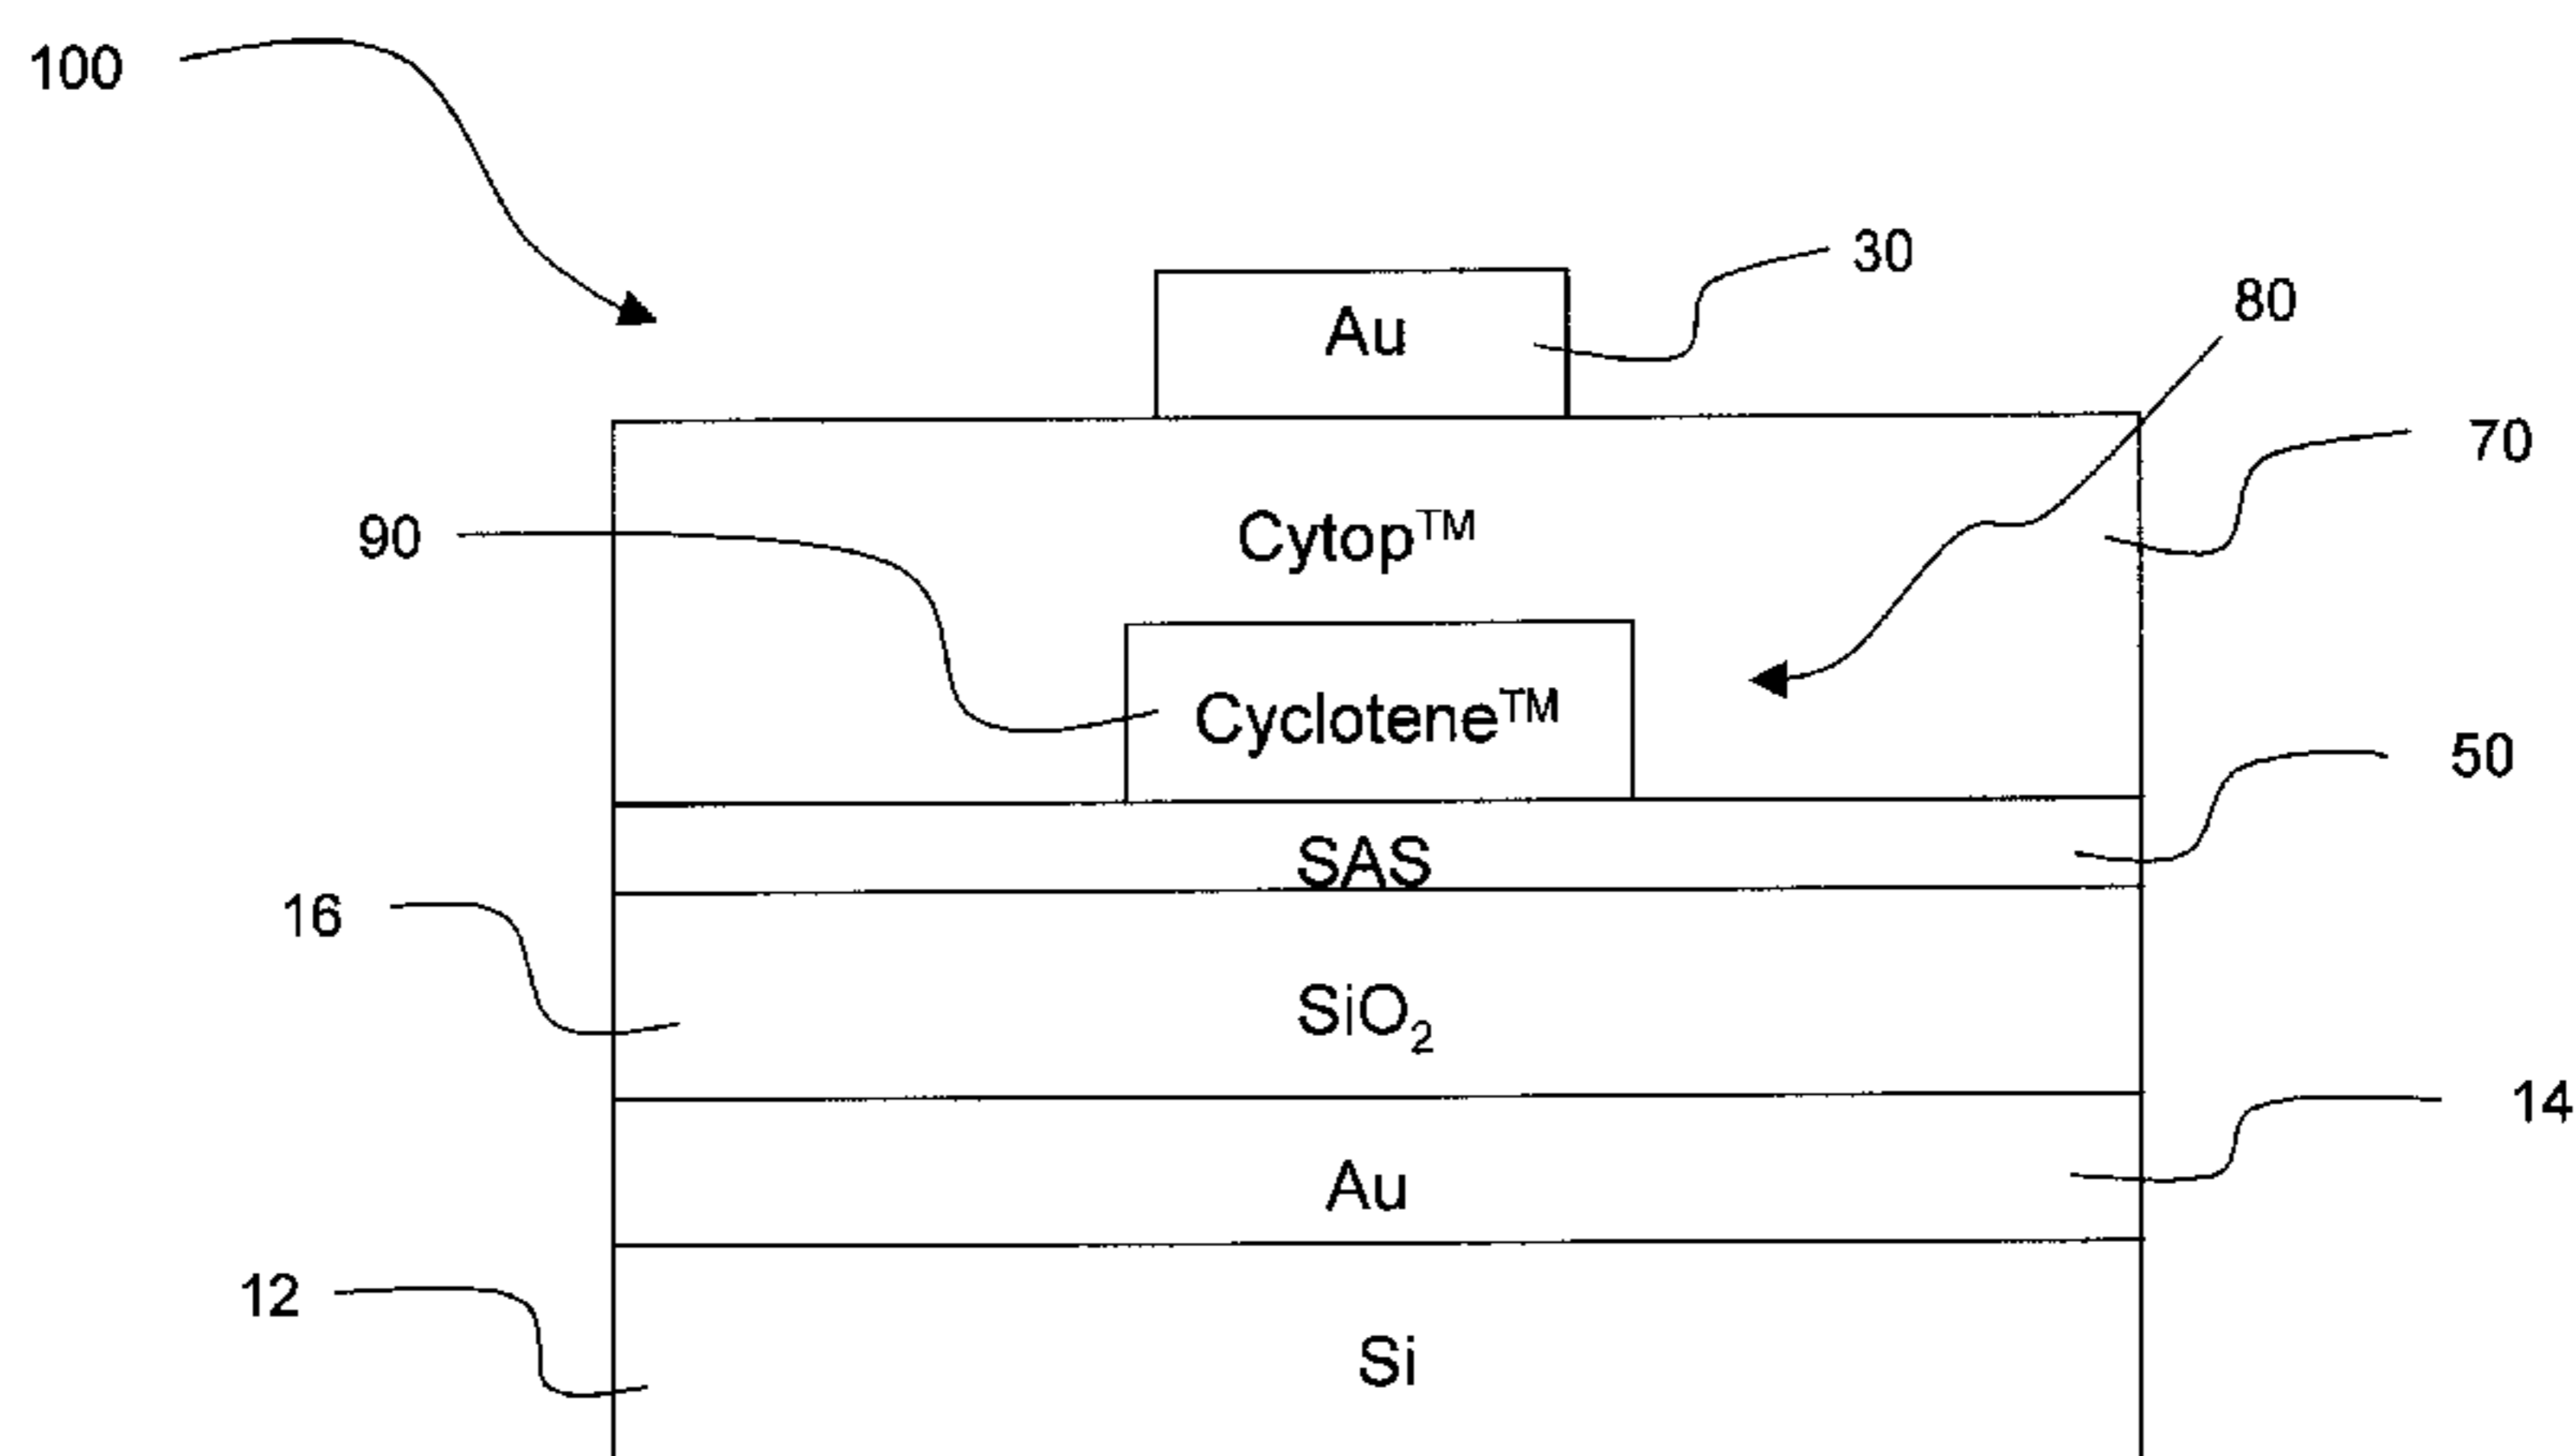 100
30
Au
80
70
Cytop™
90
Cyclotene™
50
SAS
16
SiO₂
14
Au
12
Si